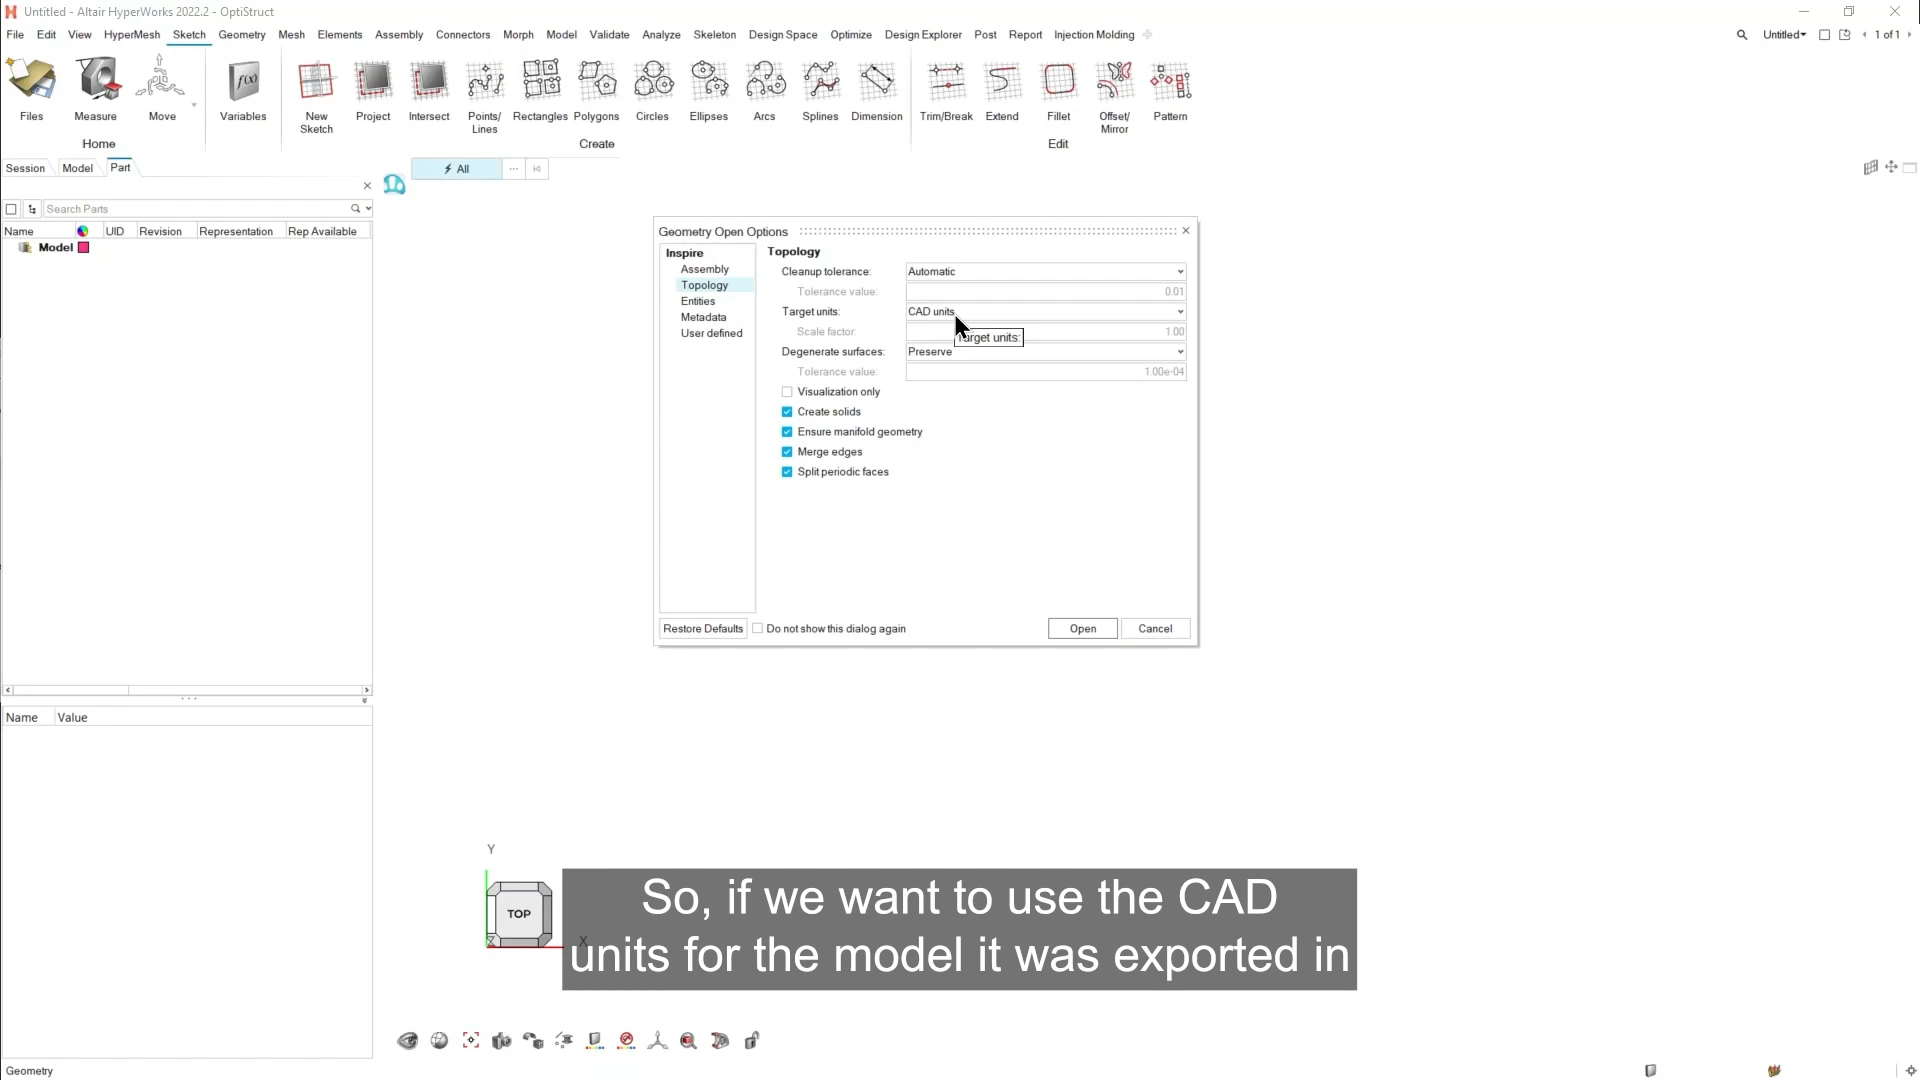 Untitled - Altair HyperWorks 2022.2 - OptiStruct
File Edit View HyperMesh Sketch Geometry Mesh Elements Assembly Connectors Morph Model Validate Analyze Skeleton Design Space Optimize Design Explorer Post Report Injection Molding Untitled 1 of 1
f(x)
Files Measure Move Variables New Sketch Project Intersect Points/ Lines Rectangles Polygons Circles Ellipses Arcs Splines Dimension Trim/Break Extend Fillet Offset/ Mirror Pattern
Home Create Edit
Session Model Part
All ...
Search Parts
Name UID Revision Representation Rep Available
Model
Geometry Open Options
Inspire
Assembly
Topology
Entities
Metadata
User defined
Topology
Cleanup tolerance: Automatic
Tolerance value: 0.01
Target units: CAD units
Scale factor: 1.00
Target units:
Degenerate surfaces: Preserve
Tolerance value: 1.00e-04
Visualization only
Create solids
Ensure manifold geometry
Merge edges
Split periodic faces
Restore Defaults Do not show this dialog again Open Cancel
Name Value
Y
TOP
Z X
So, if we want to use the CAD
units for the model it was exported in
Geometry